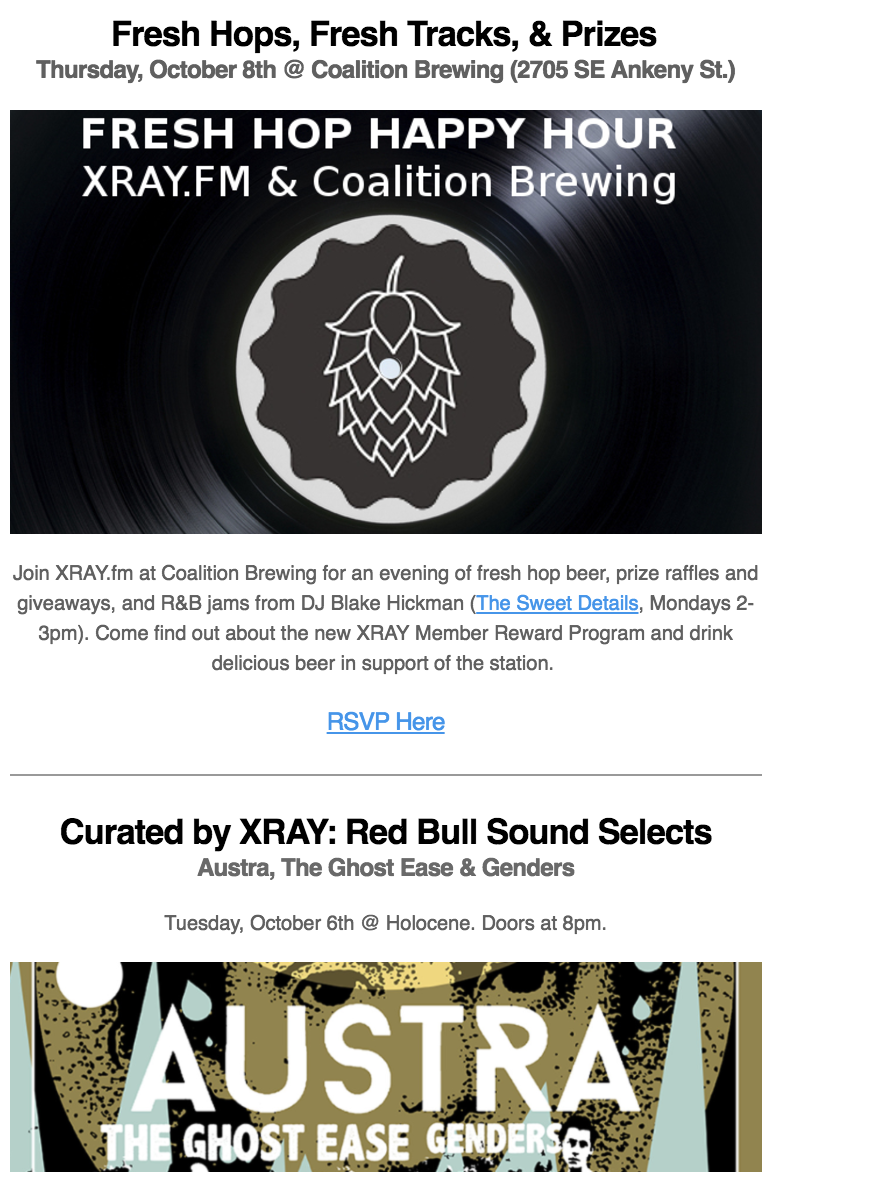 Fresh Hops, Fresh Tracks, & Prizes
Thursday, October 8th @ Coalition Brewing (2705 SE Ankeny St.)
FRESH HOP HAPPY HOUR
XRAY.FM & Coalition Brewing
Join XRAY.fm at Coalition Brewing for an evening of fresh hop beer, prize raffles and
giveaways, and R&B jams from DJ Blake Hickman (The Sweet Details, Mondays 2-
3pm). Come find out about the new XRAY Member Reward Program and drink
delicious beer in support of the station.
RSVP Here
Curated by XRAY: Red Bull Sound Selects
Austra, The Ghost Ease & Genders
Tuesday, October 6th @ Holocene. Doors at 8pm.
AUSTRA
THE GHOST EASE GENDERS